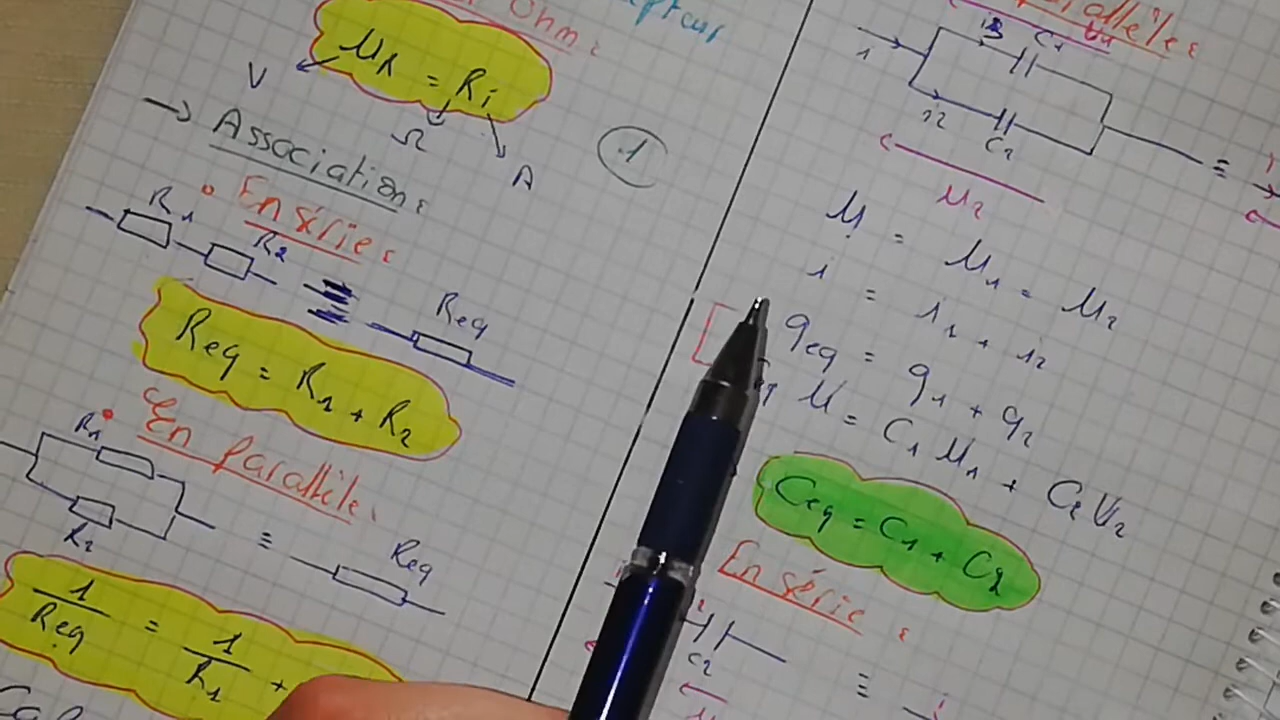 Ohm:
U₁ = Ri
V
Ω
A
→ Association:
1
• En série:
R₁
R₂
≡
Req
Req = R₁ + R₂
• En parallèle:
R₁
R₂
≡
Req
1/Req = 1/R₁ +
parallèle:
C₁
U₁
i
i₂
C₂
≡
i
U₂
U = U₁ = U₂
i = i₁ + i₂
qeq = q₁ + q₂
U = C₁U₁ + C₂U₂
Ceq = C₁ + C₂
En série:
C₂
≡
i